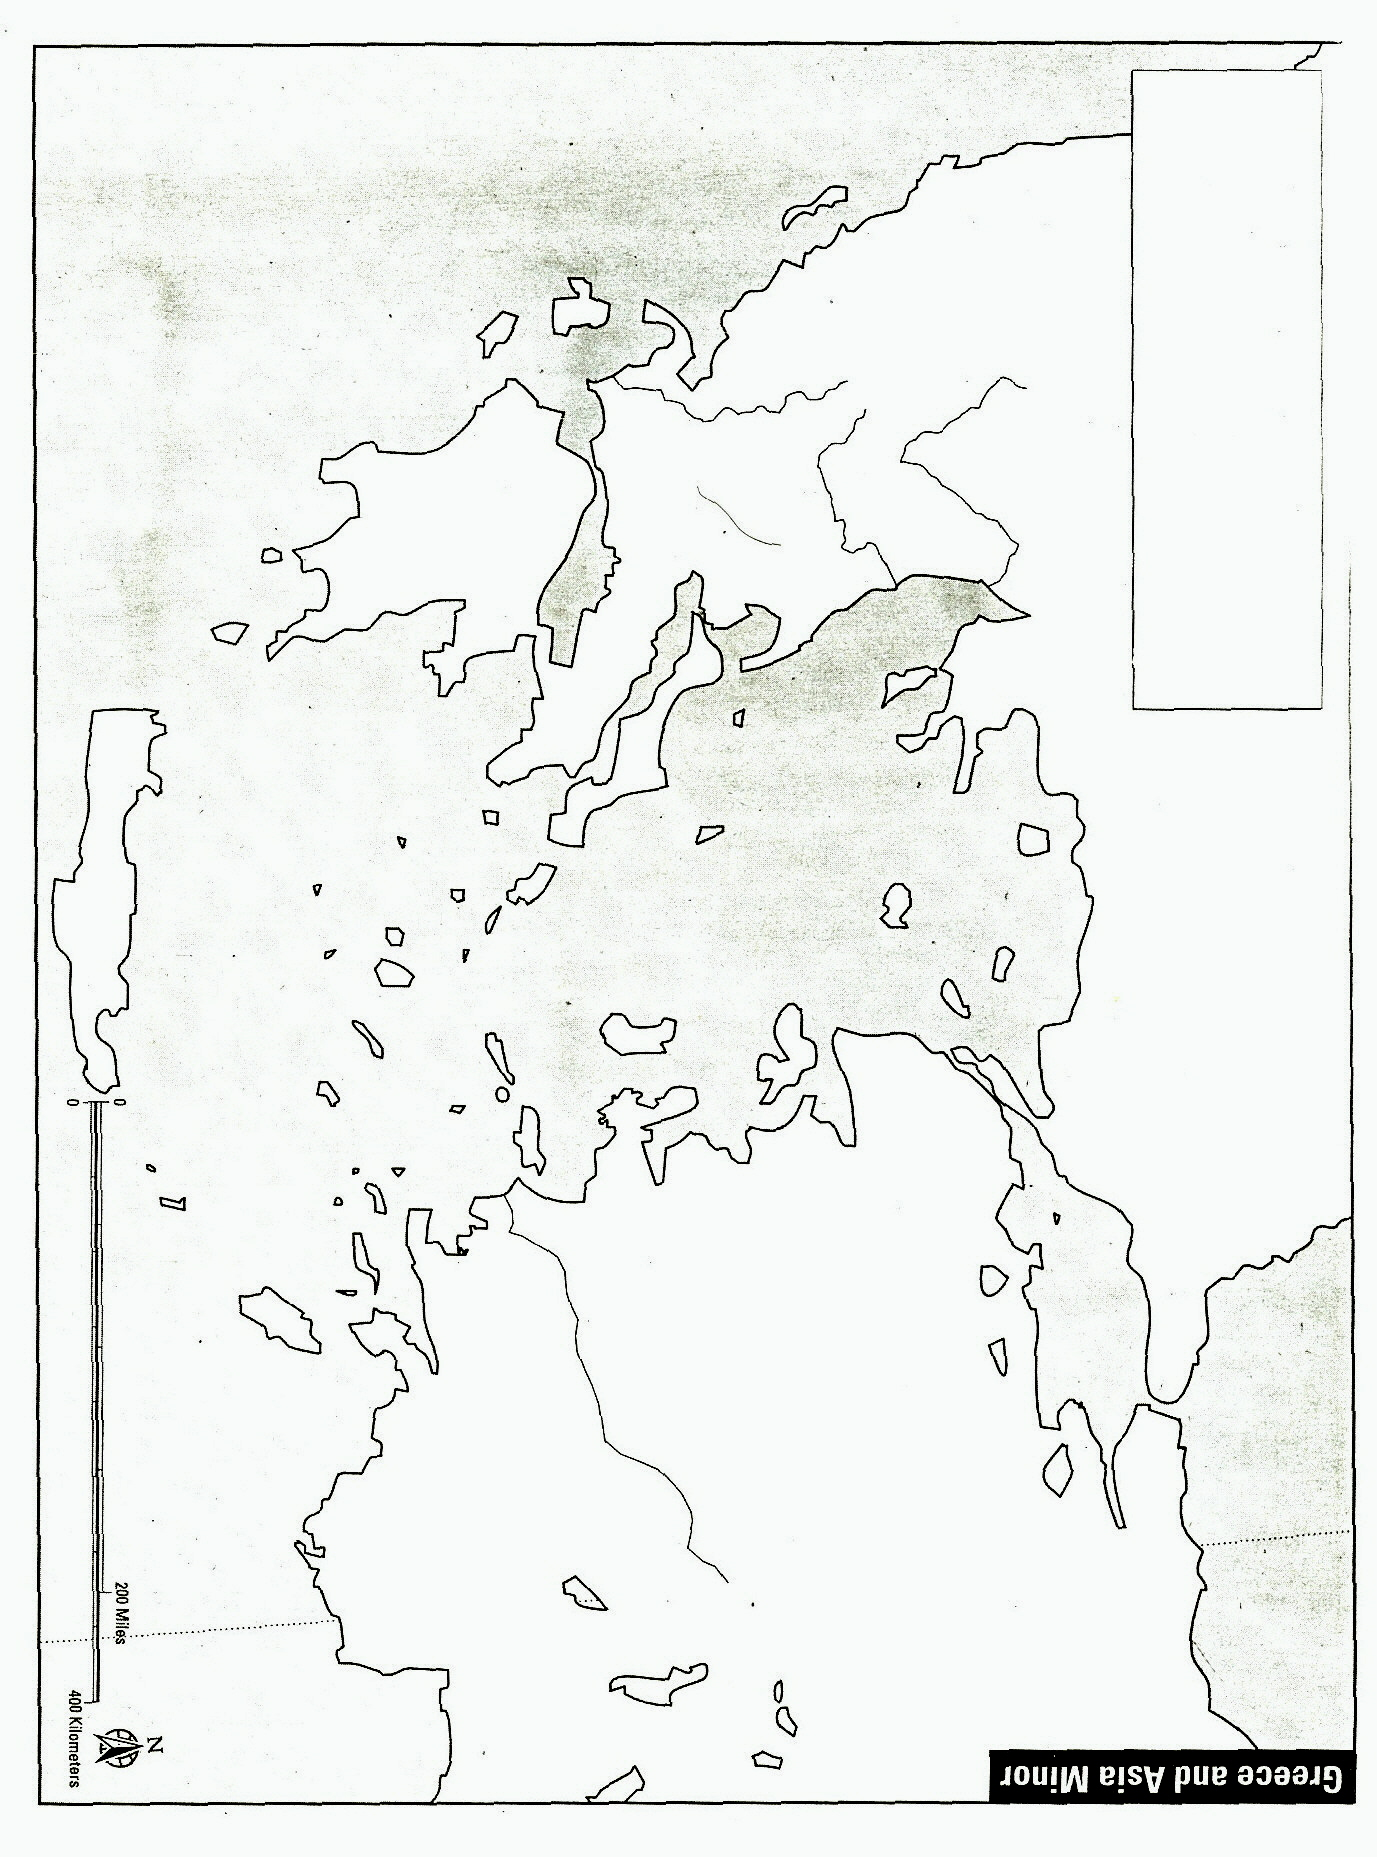 Greece and Asia Minor
0
200 Miles
0
400 Kilometers
N